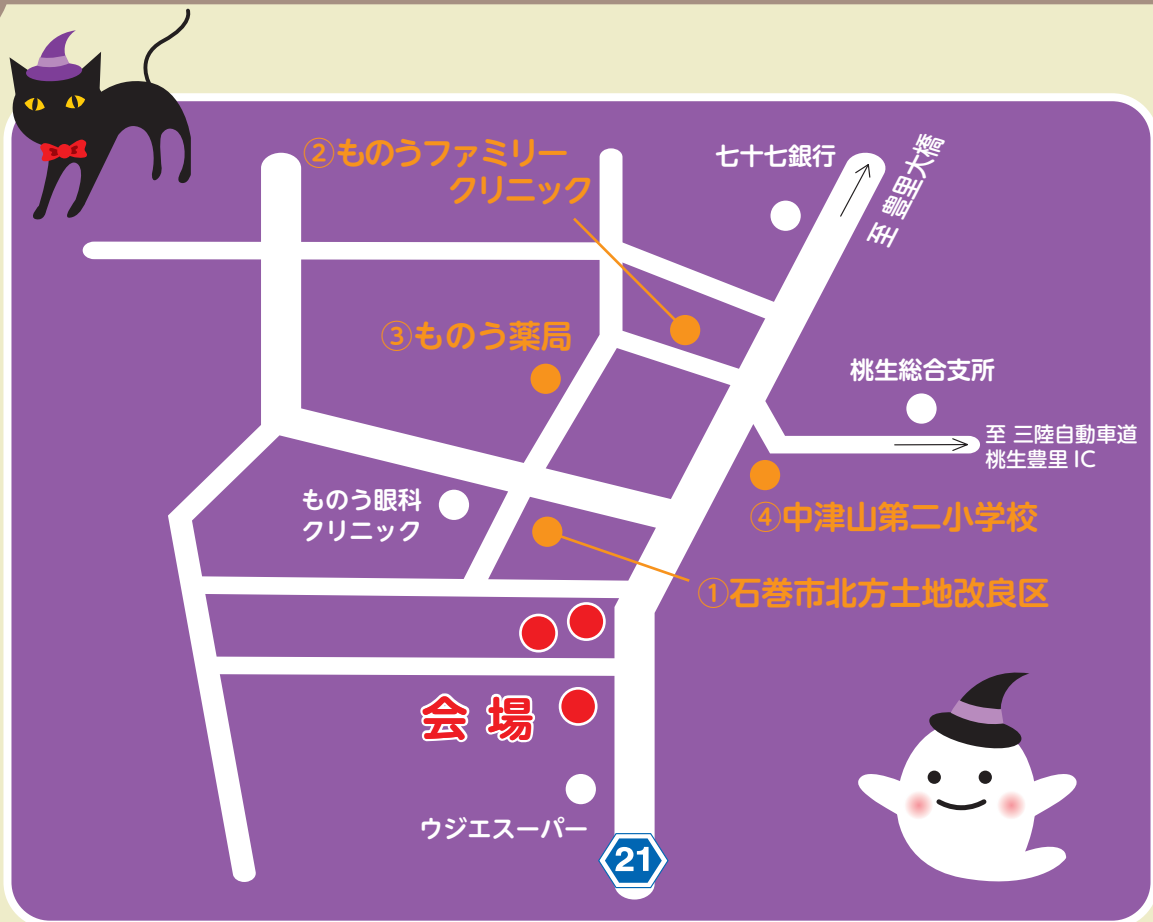 ②ものうファミリー
クリニック
七十七銀行
至 豊里大橋
③ものう薬局
桃生総合支所
至 三陸自動車道
桃生豊里 IC
ものう眼科
クリニック
④中津山第二小学校
①石巻市北方土地改良区
会場
ウジエスーパー
21